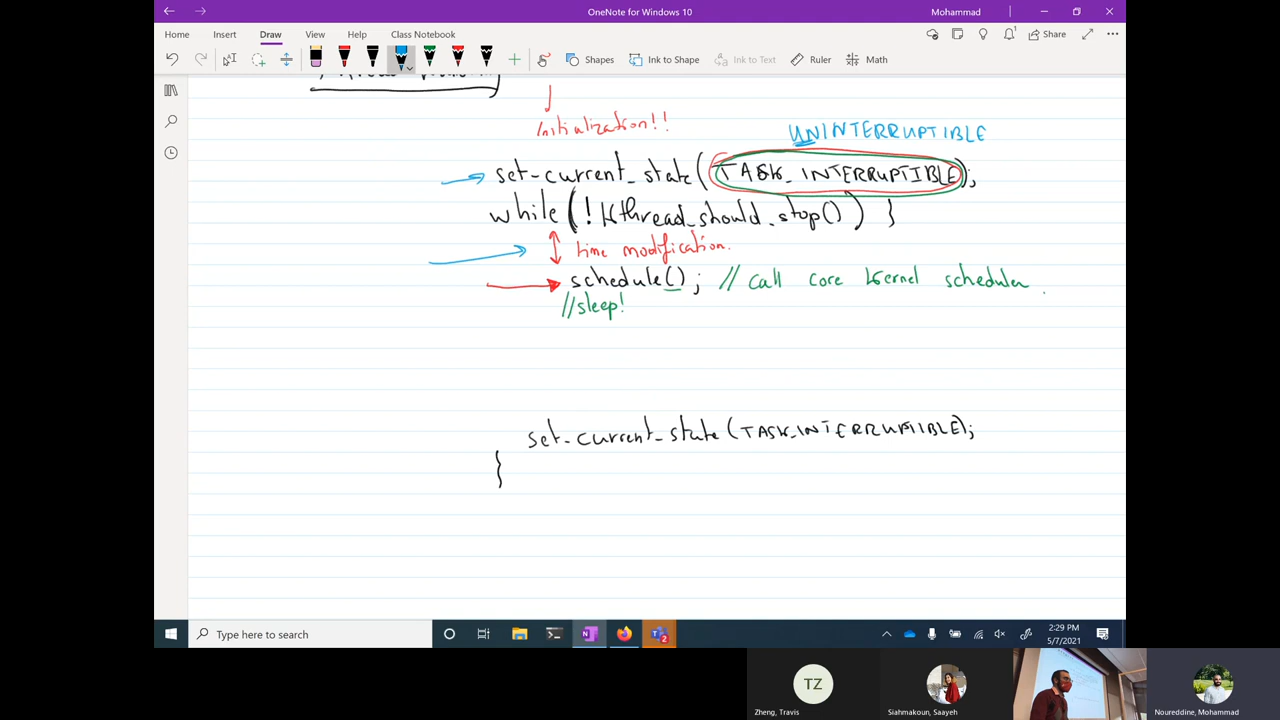 OneNote for Windows 10
Mohammad
Home Insert Draw View Help Class Notebook
Share
Shapes Ink to Shape Ink to Text Ruler Math
Initialization!!
UNINTERRUPTIBLE
set_current_state(TASK_INTERRUPTIBLE);
while(!kthread_should_stop()) {
time modification.
schedule(); // call core kernel scheduler.
//sleep!
set_current_state(TASK_INTERRUPTIBLE);
}
Type here to search
2:29 PM
5/7/2021
2
TZ
Zheng, Travis
Siahmakoun, Saayeh
Noureddine, Mohammad